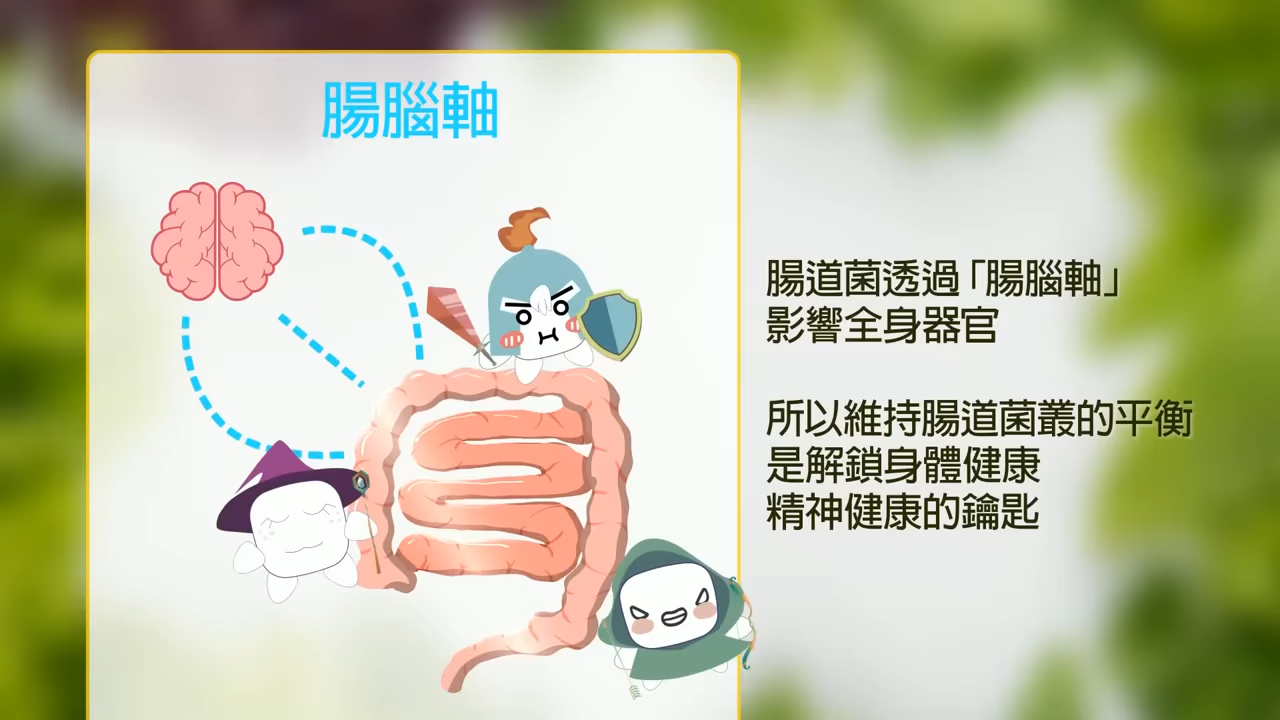 腸腦軸
腸道菌透過「腸腦軸」
影響全身器官
所以維持腸道菌叢的平衡
是解鎖身體健康
精神健康的鑰匙